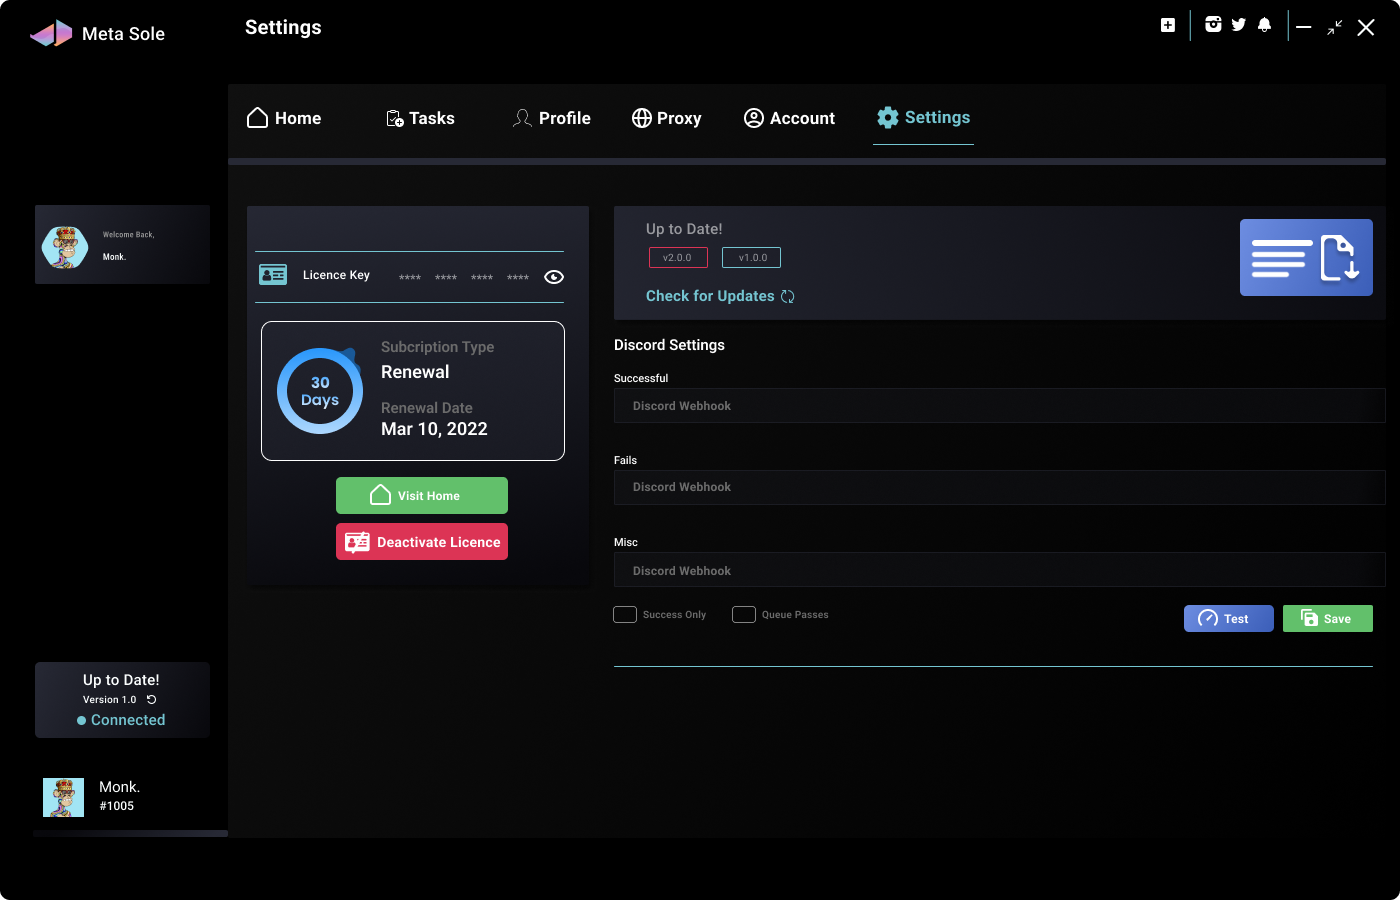 Meta Sole
Settings
Home
Tasks
Profile
Proxy
Account
Settings
Welcome Back,
Monk.
Licence Key
**** **** **** ****
30
Days
Subcription Type
Renewal
Renewal Date
Mar 10, 2022
Visit Home
Deactivate Licence
Up to Date!
v2.0.0
v1.0.0
Check for Updates
Discord Settings
Successful
Discord Webhook
Fails
Discord Webhook
Misc
Discord Webhook
Success Only
Queue Passes
Test
Save
Up to Date!
Version 1.0
Connected
Monk.
#1005